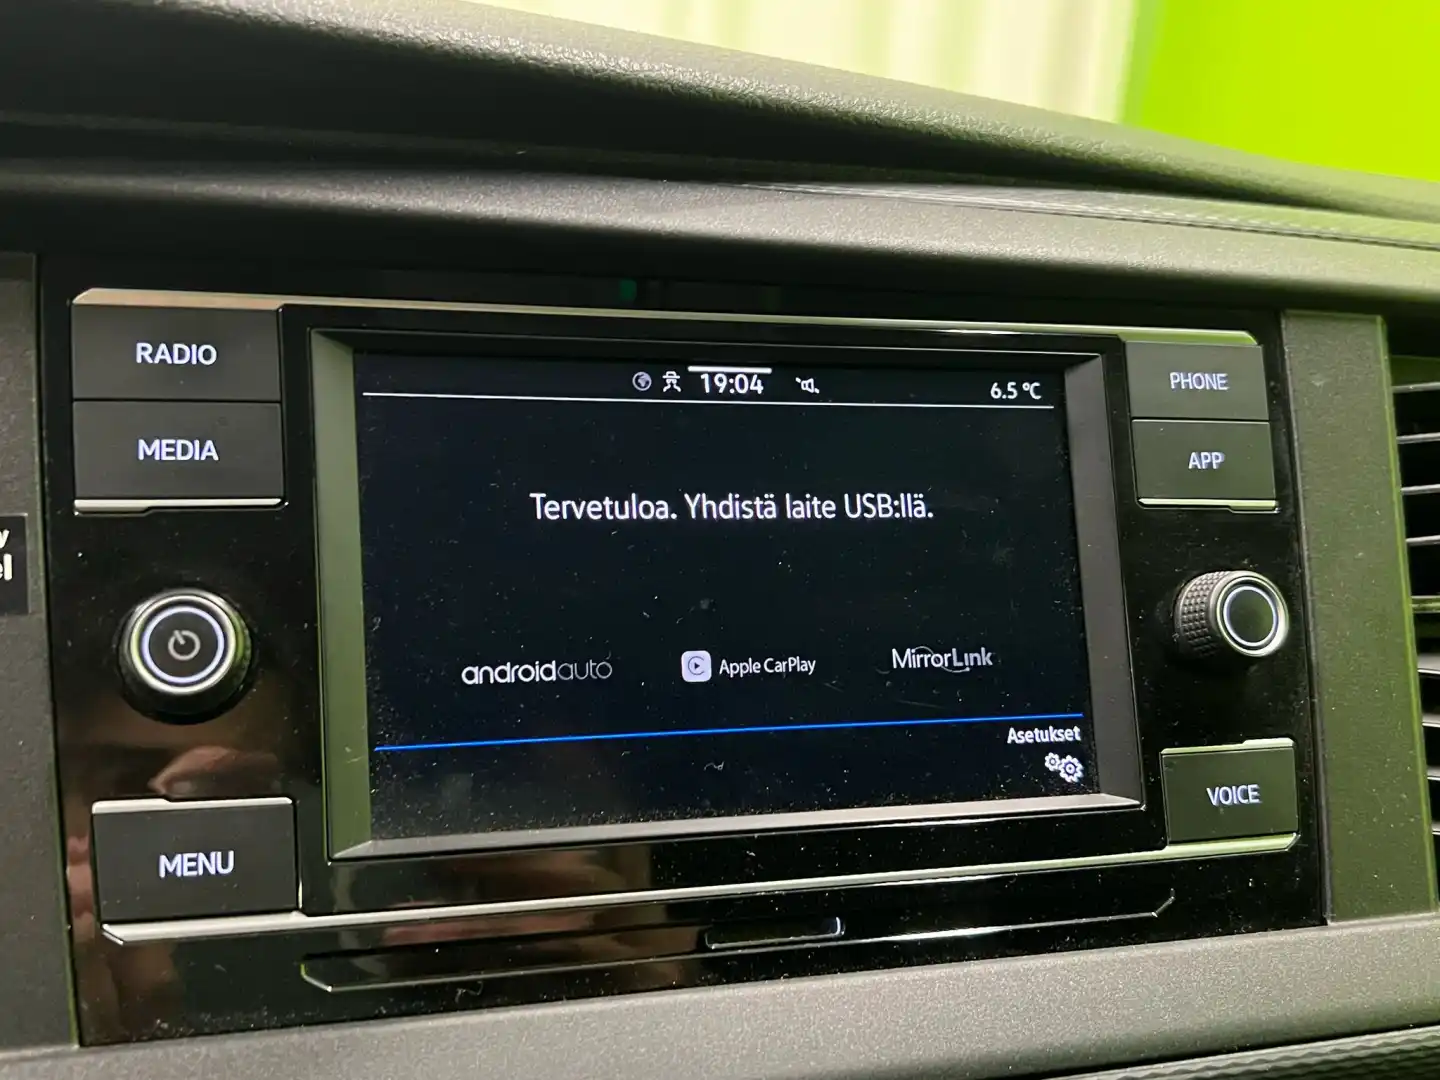 RADIO
MEDIA
MENU
19:04
6.5 °C
Tervetuloa. Yhdistä laite USB:llä.
androidauto
Apple CarPlay
MirrorLink
Asetukset
PHONE
APP
VOICE